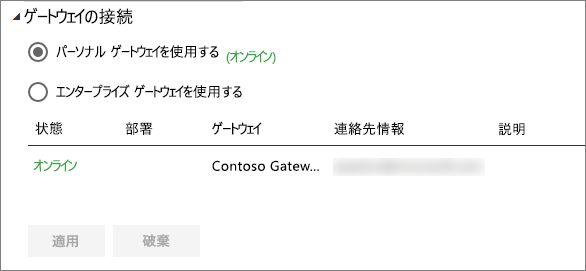 ゲートウェイの接続
パーソナル ゲートウェイを使用する (オンライン)
エンタープライズ ゲートウェイを使用する
状態 部署 ゲートウェイ 連絡先情報 説明
オンライン Contoso Gatew...
適用 破棄